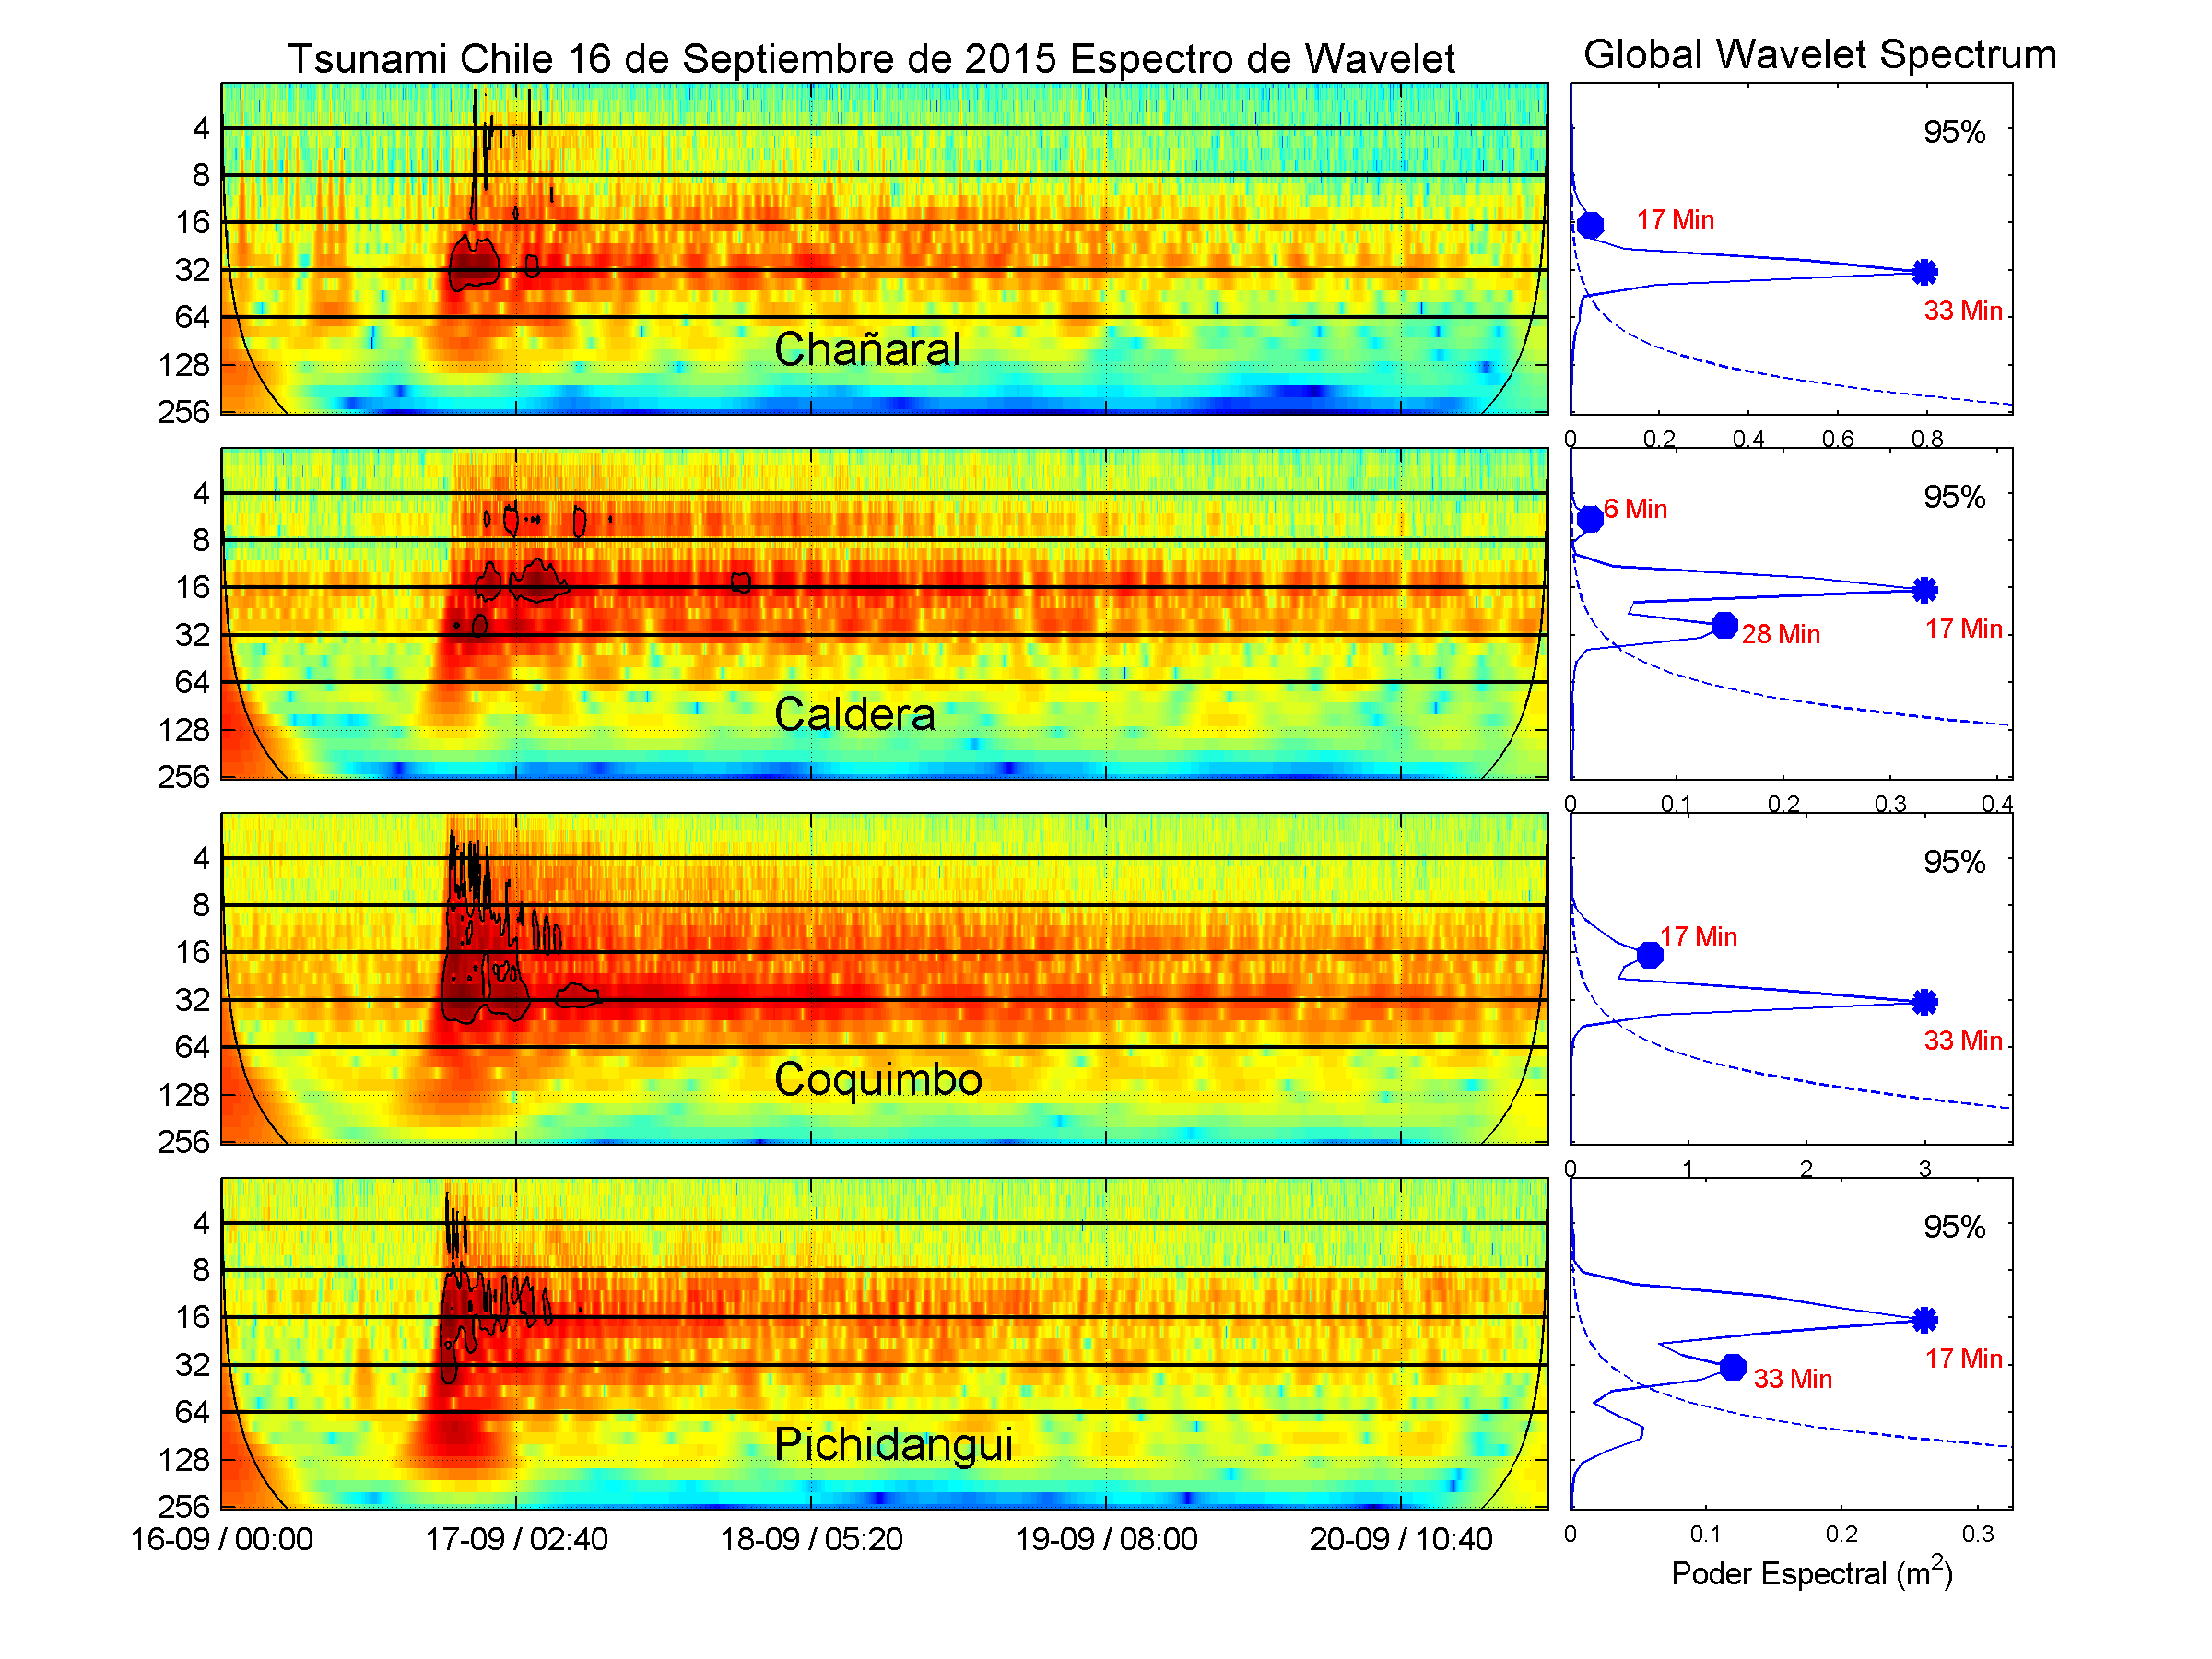 Tsunami Chile 16 de Septiembre de 2015 Espectro de Wavelet
Global Wavelet Spectrum
4
8
16
32
64
128
256
Chañaral
95%
17 Min
33 Min
0 0.2 0.4 0.6 0.8
4
8
16
32
64
128
256
Caldera
95%
6 Min
17 Min
28 Min
0 0.1 0.2 0.3 0.4
4
8
16
32
64
128
256
Coquimbo
95%
17 Min
33 Min
0 1 2 3
4
8
16
32
64
128
256
Pichidangui
95%
17 Min
33 Min
0 0.1 0.2 0.3
16-09 / 00:00 17-09 / 02:40 18-09 / 05:20 19-09 / 08:00 20-09 / 10:40
Poder Espectral (m²)